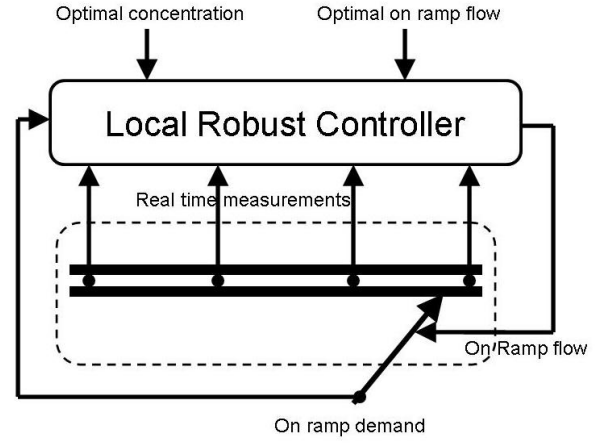 Optimal concentration
Optimal on ramp flow
Local Robust Controller
Real time measurements
On Ramp flow
On ramp demand